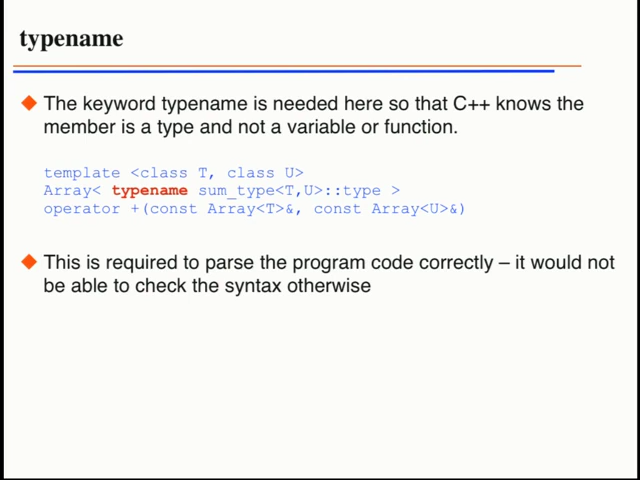 typename
The keyword typename is needed here so that C++ knows the
member is a type and not a variable or function.
template <class T, class U>
Array< typename sum_type<T,U>::type >
operator +(const Array<T>&, const Array<U>&)
This is required to parse the program code correctly – it would not
be able to check the syntax otherwise